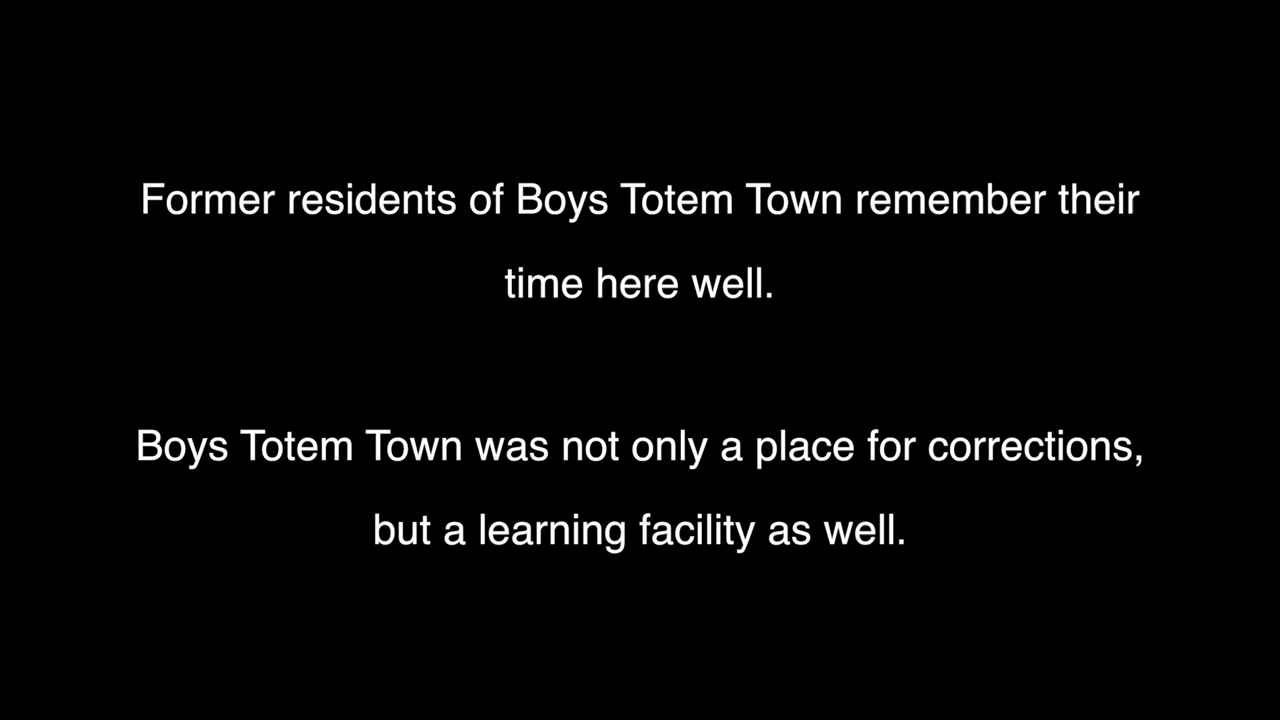 Former residents of Boys Totem Town remember their
time here well.
Boys Totem Town was not only a place for corrections,
but a learning facility as well.